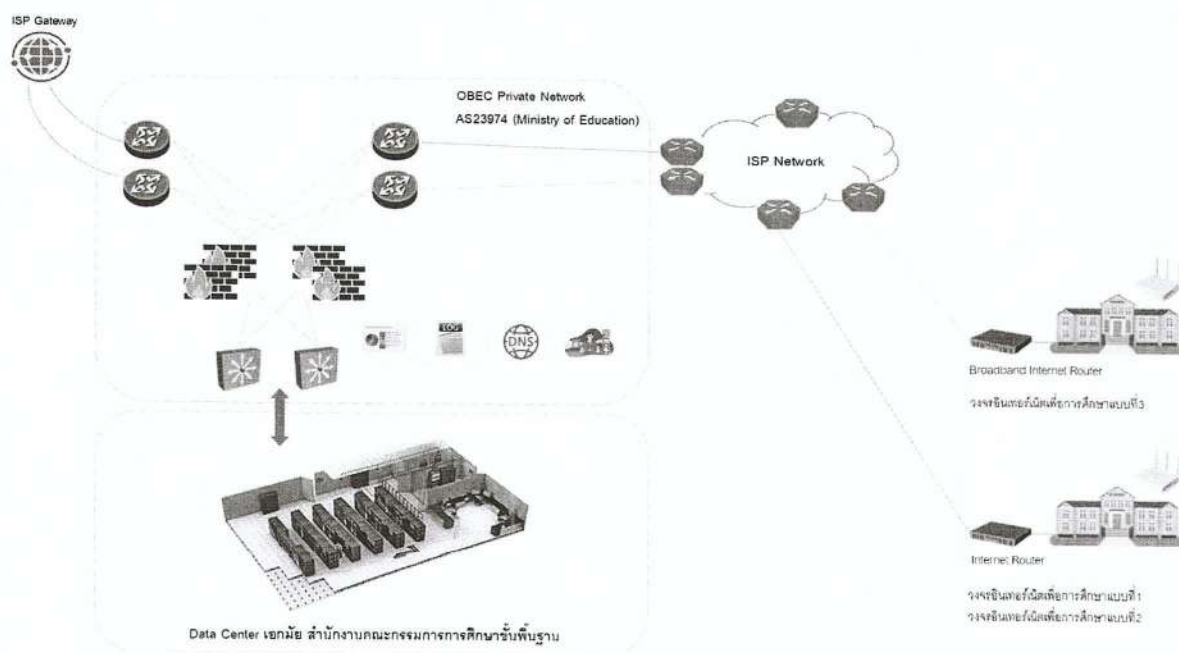 ISP Gateway
OBEC Private Network
AS23974 (Ministry of Education)
ISP Network
LOG
DNS
Broadband Internet Router
วงจรอินเทอร์เน็ตเพื่อการศึกษาแบบที่3
Internet Router
วงจรอินเทอร์เน็ตเพื่อการศึกษาแบบที่1
วงจรอินเทอร์เน็ตเพื่อการศึกษาแบบที่2
Data Center เอกมัย สำนักงานคณะกรรมการการศึกษาขั้นพื้นฐาน